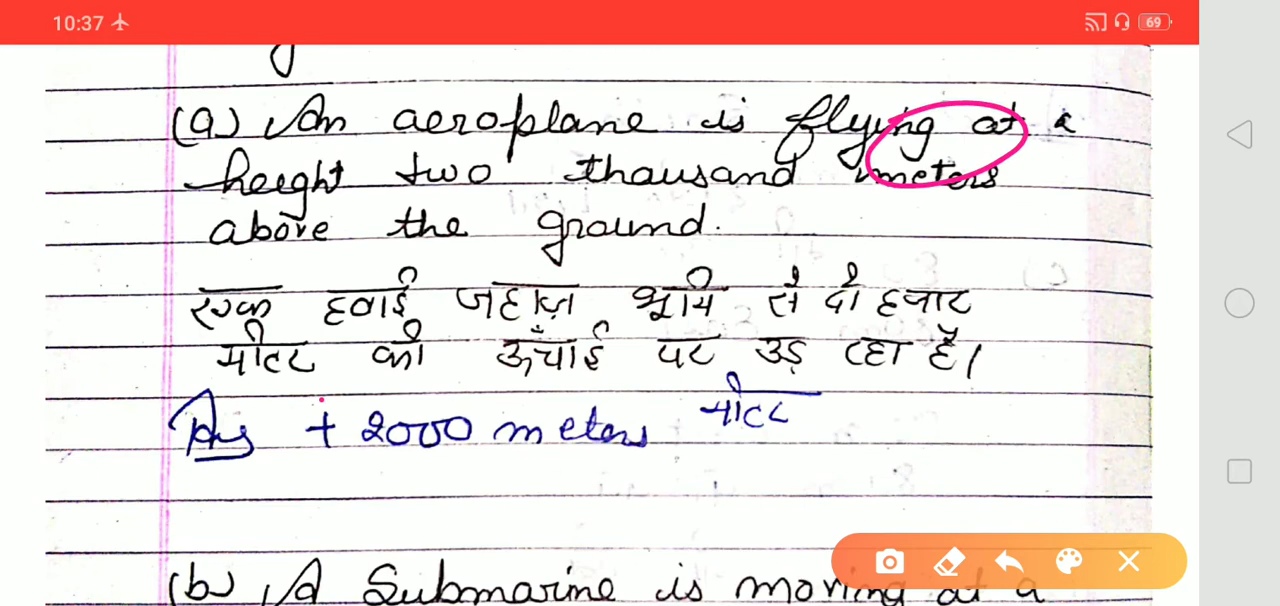 10:37
69
(a) An aeroplane is flying at a
height two thousand meters
above the ground.
एक हवाई जहाज़ भूमि से दो हजार
मीटर की ऊँचाई पर उड़ रहा है।
Ans + 2000 meters मीटर
(b) A Submarine is moving at a